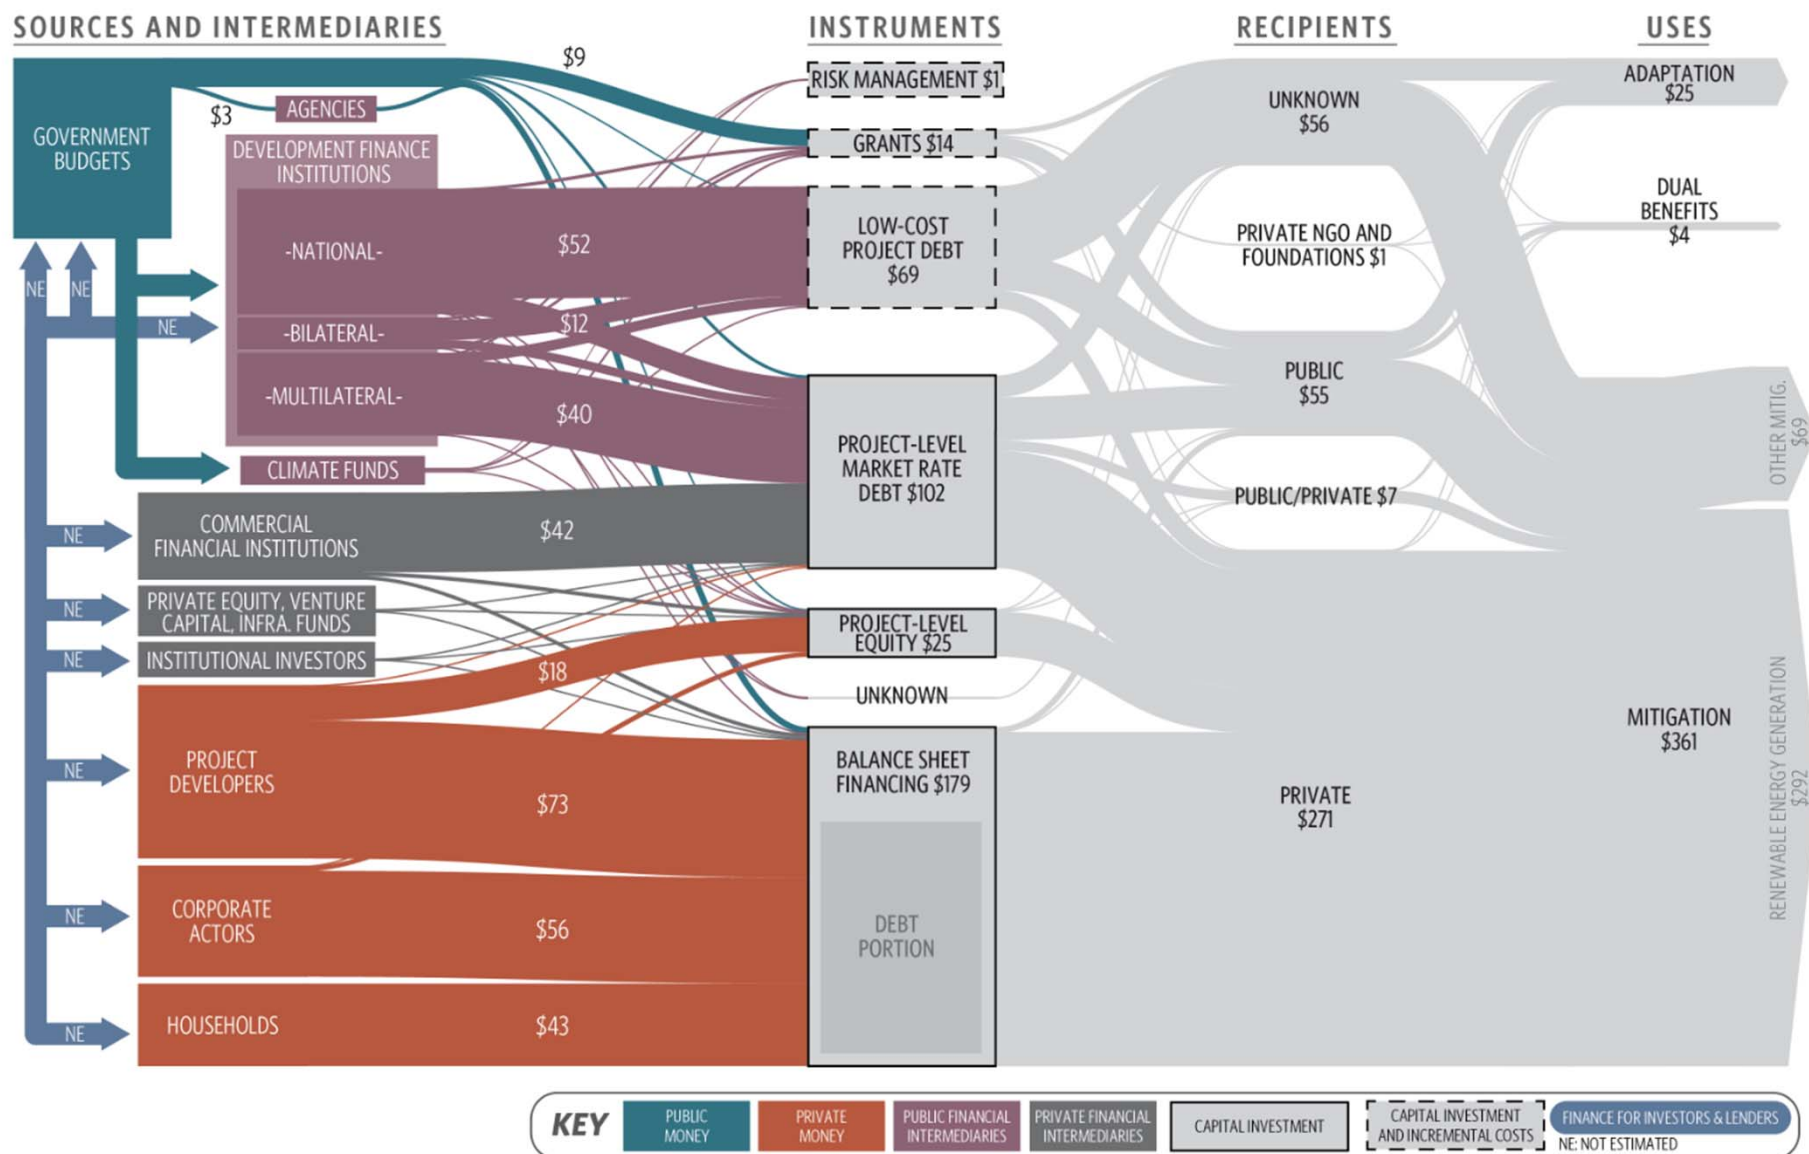 SOURCES AND INTERMEDIARIES
INSTRUMENTS
RECIPIENTS
USES
$9
$3
AGENCIES
GOVERNMENT
BUDGETS
DEVELOPMENT FINANCE
INSTITUTIONS
-NATIONAL-
$52
-BILATERAL-
$12
-MULTILATERAL-
$40
CLIMATE FUNDS
NE
NE
NE
NE
COMMERCIAL
FINANCIAL INSTITUTIONS
$42
NE
PRIVATE EQUITY, VENTURE
CAPITAL, INFRA. FUNDS
NE
INSTITUTIONAL INVESTORS
$18
NE
PROJECT
DEVELOPERS
$73
NE
CORPORATE
ACTORS
$56
NE
HOUSEHOLDS
$43
RISK MANAGEMENT $1
GRANTS $14
LOW-COST
PROJECT DEBT
$69
PROJECT-LEVEL
MARKET RATE
DEBT $102
PROJECT-LEVEL
EQUITY $25
UNKNOWN
BALANCE SHEET
FINANCING $179
DEBT
PORTION
UNKNOWN
$56
PRIVATE NGO AND
FOUNDATIONS $1
PUBLIC
$55
PUBLIC/PRIVATE $7
PRIVATE
$271
ADAPTATION
$25
DUAL
BENEFITS
$4
OTHER MITIG.
$69
MITIGATION
$361
RENEWABLE ENERGY GENERATION
$292
KEY
PUBLIC
MONEY
PRIVATE
MONEY
PUBLIC FINANCIAL
INTERMEDIARIES
PRIVATE FINANCIAL
INTERMEDIARIES
CAPITAL INVESTMENT
CAPITAL INVESTMENT
AND INCREMENTAL COSTS
FINANCE FOR INVESTORS & LENDERS
NE: NOT ESTIMATED